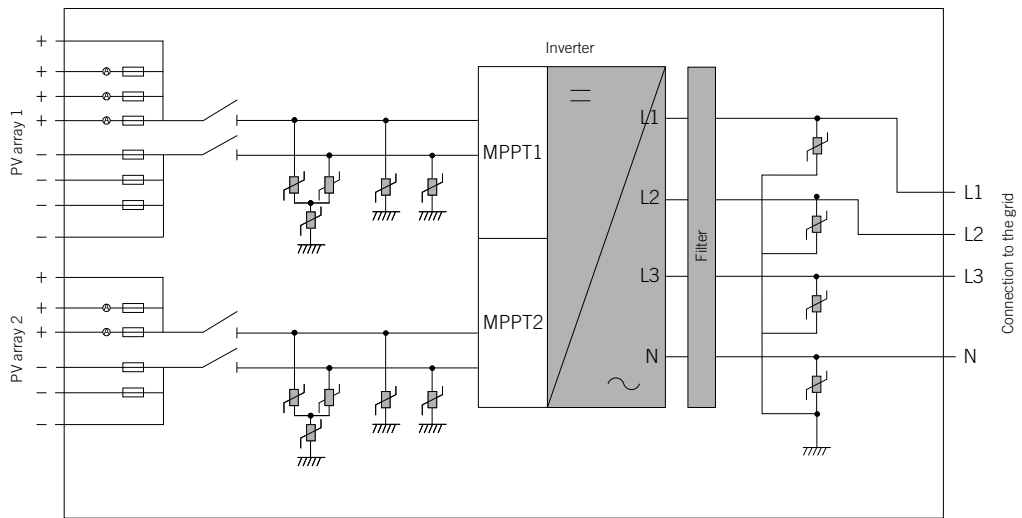 Inverter
PV array 1
+
+
+
+
−
−
−
−
MPPT1
L1
L2
L3
N
Filter
L1
L2
L3
N
Connection to the grid
PV array 2
+
+
+
−
−
−
MPPT2